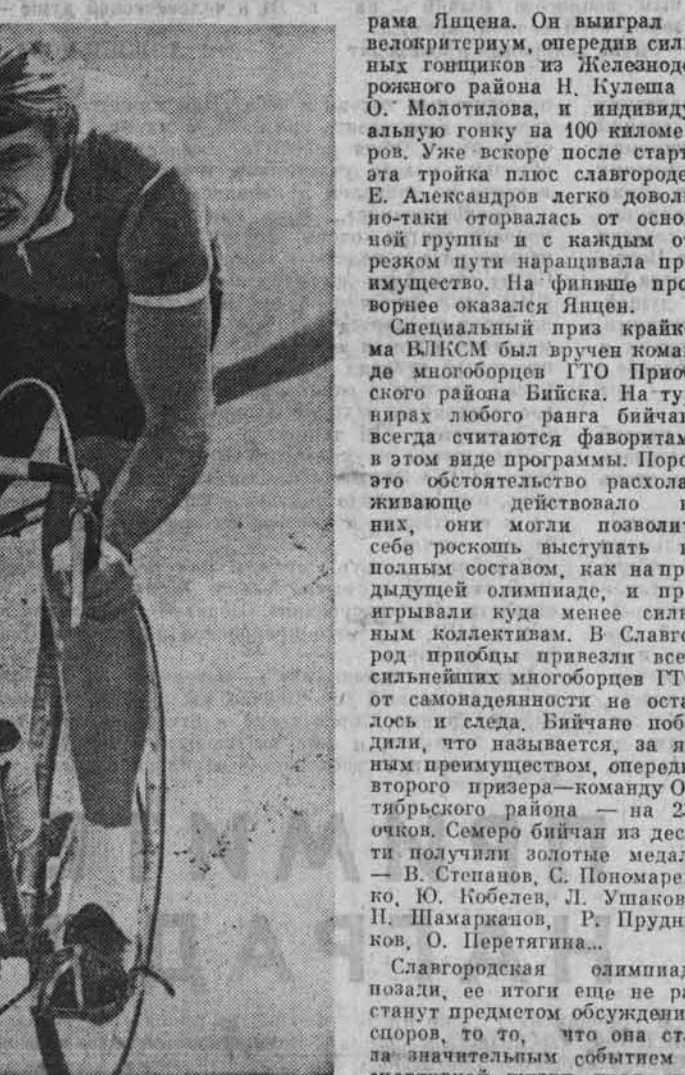 рама Янцена. Он выиграл
велокритериум, опередив сил
ных гонщиков из Железнодо
рожного района Н. Кулеша
О. Молотилова, и индивиду
альную гонку на 100 киломе
ров. Уже вскоре после старт
эта тройка плюс славгороде
Е. Александров легко доволь
но-таки оторвалась от основ
ной группы и с каждым от
резком пути наращивала пр
имущество. На финише про
ворнее оказался Янцен.
Специальный приз крайко
ма ВЛКСМ был вручен коман
де многоборцев ГТО Приоб
ского района Бийска. На тур
нирах любого ранга бийчан
всегда считаются фаворитам
в этом виде программы. Поро
это обстоятельство расхола
живающе действовало н
них, они могли позволит
себе роскошь выступать н
полным составом, как на пр
дыдущей олимпиаде, и пр
игрывали куда менее силь
ным коллективам. В Славго
род приобцы привезли все
сильнейших многоборцев ГТ
от самонадеянности не оста
лось и следа. Бийчане побе
дили, что называется, за я
ным преимуществом, опереди
второго призера—команду О
тябрьского района — на 2
очков. Семеро бийчан из деся
ти получили золотые медал
— В. Степанов, С. Пономаре
ко, Ю. Кобелев, Л. Ушаков
Н. Шамарканов, Р. Прудни
ков, О. Перетягина...
Славгородская олимпиад
позади, ее итоги еще не ра
станут предметом обсуждени
споров, то то, что она ста
ла значительным событием